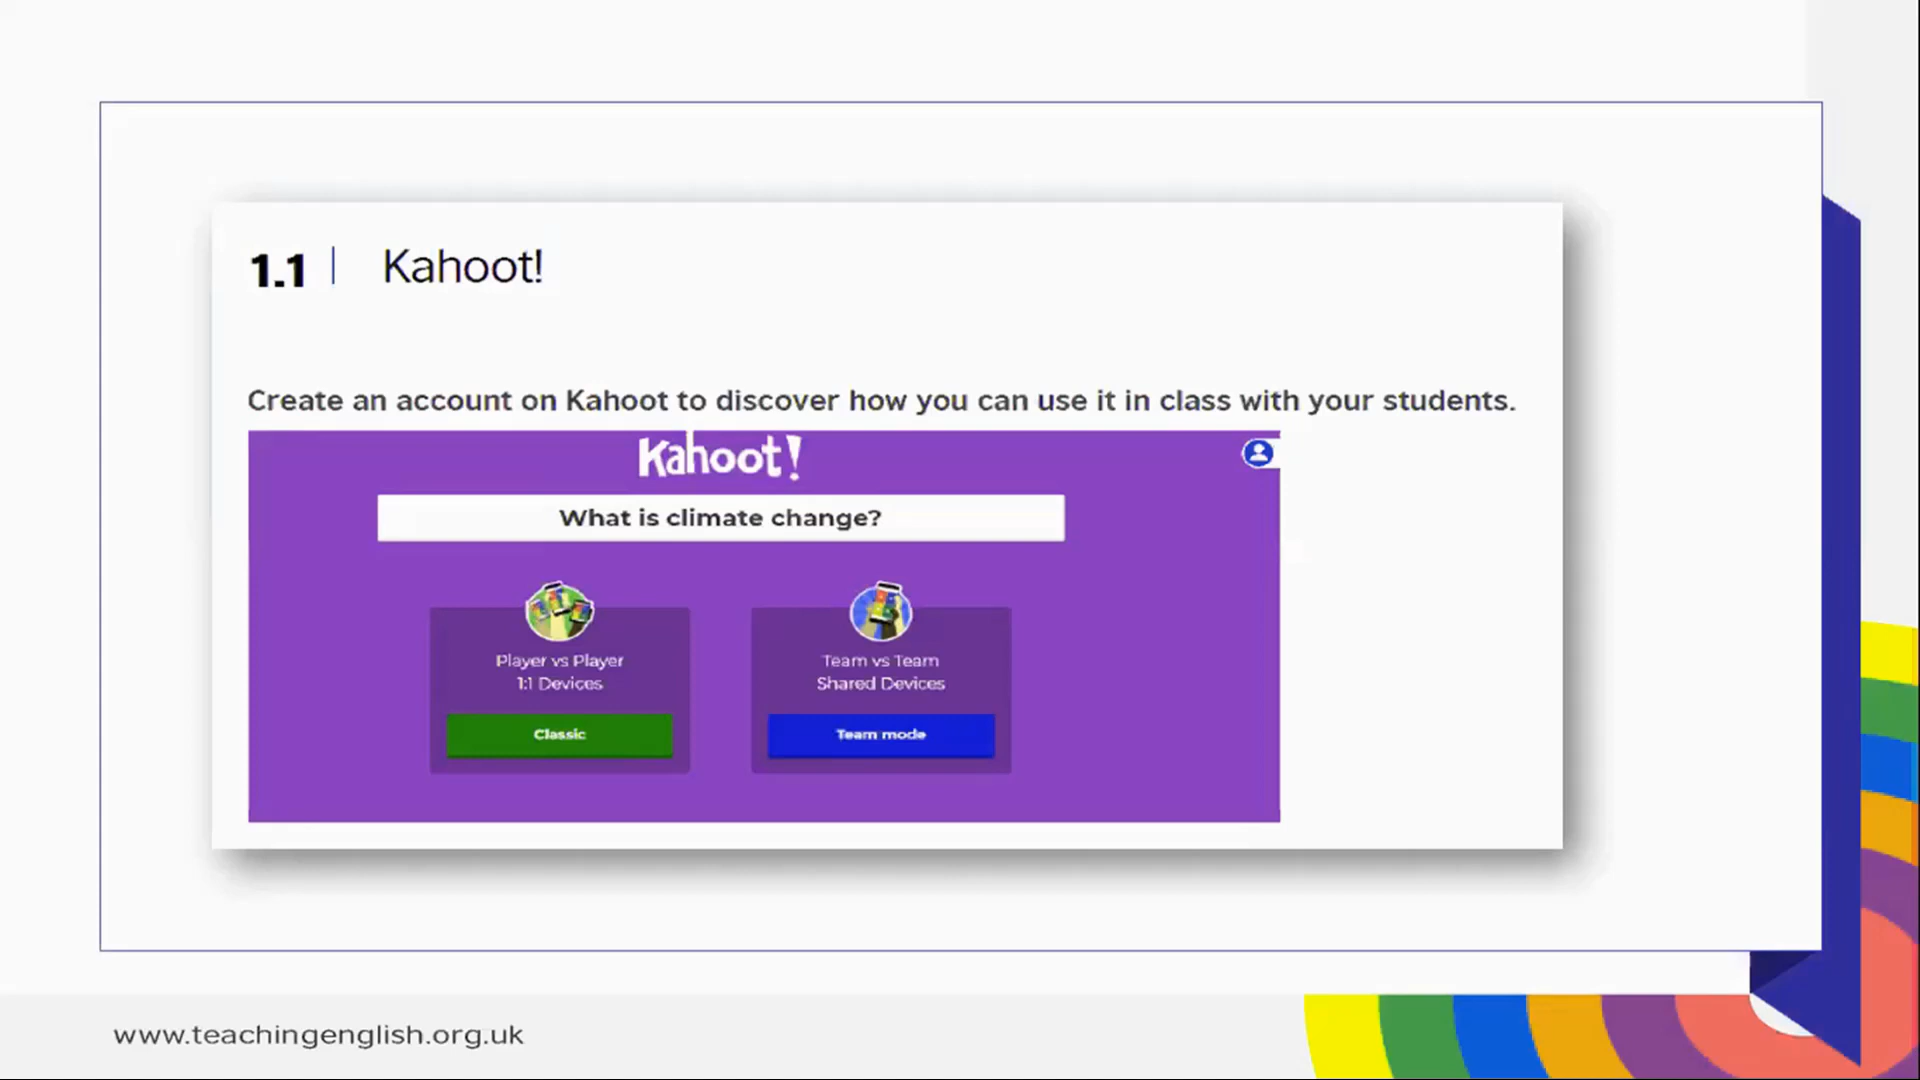 1.1 | Kahoot!
Create an account on Kahoot to discover how you can use it in class with your students.
Kahoot!
What is climate change?
Player vs Player
1:1 Devices
Classic
Team vs Team
Shared Devices
Team mode
www.teachingenglish.org.uk